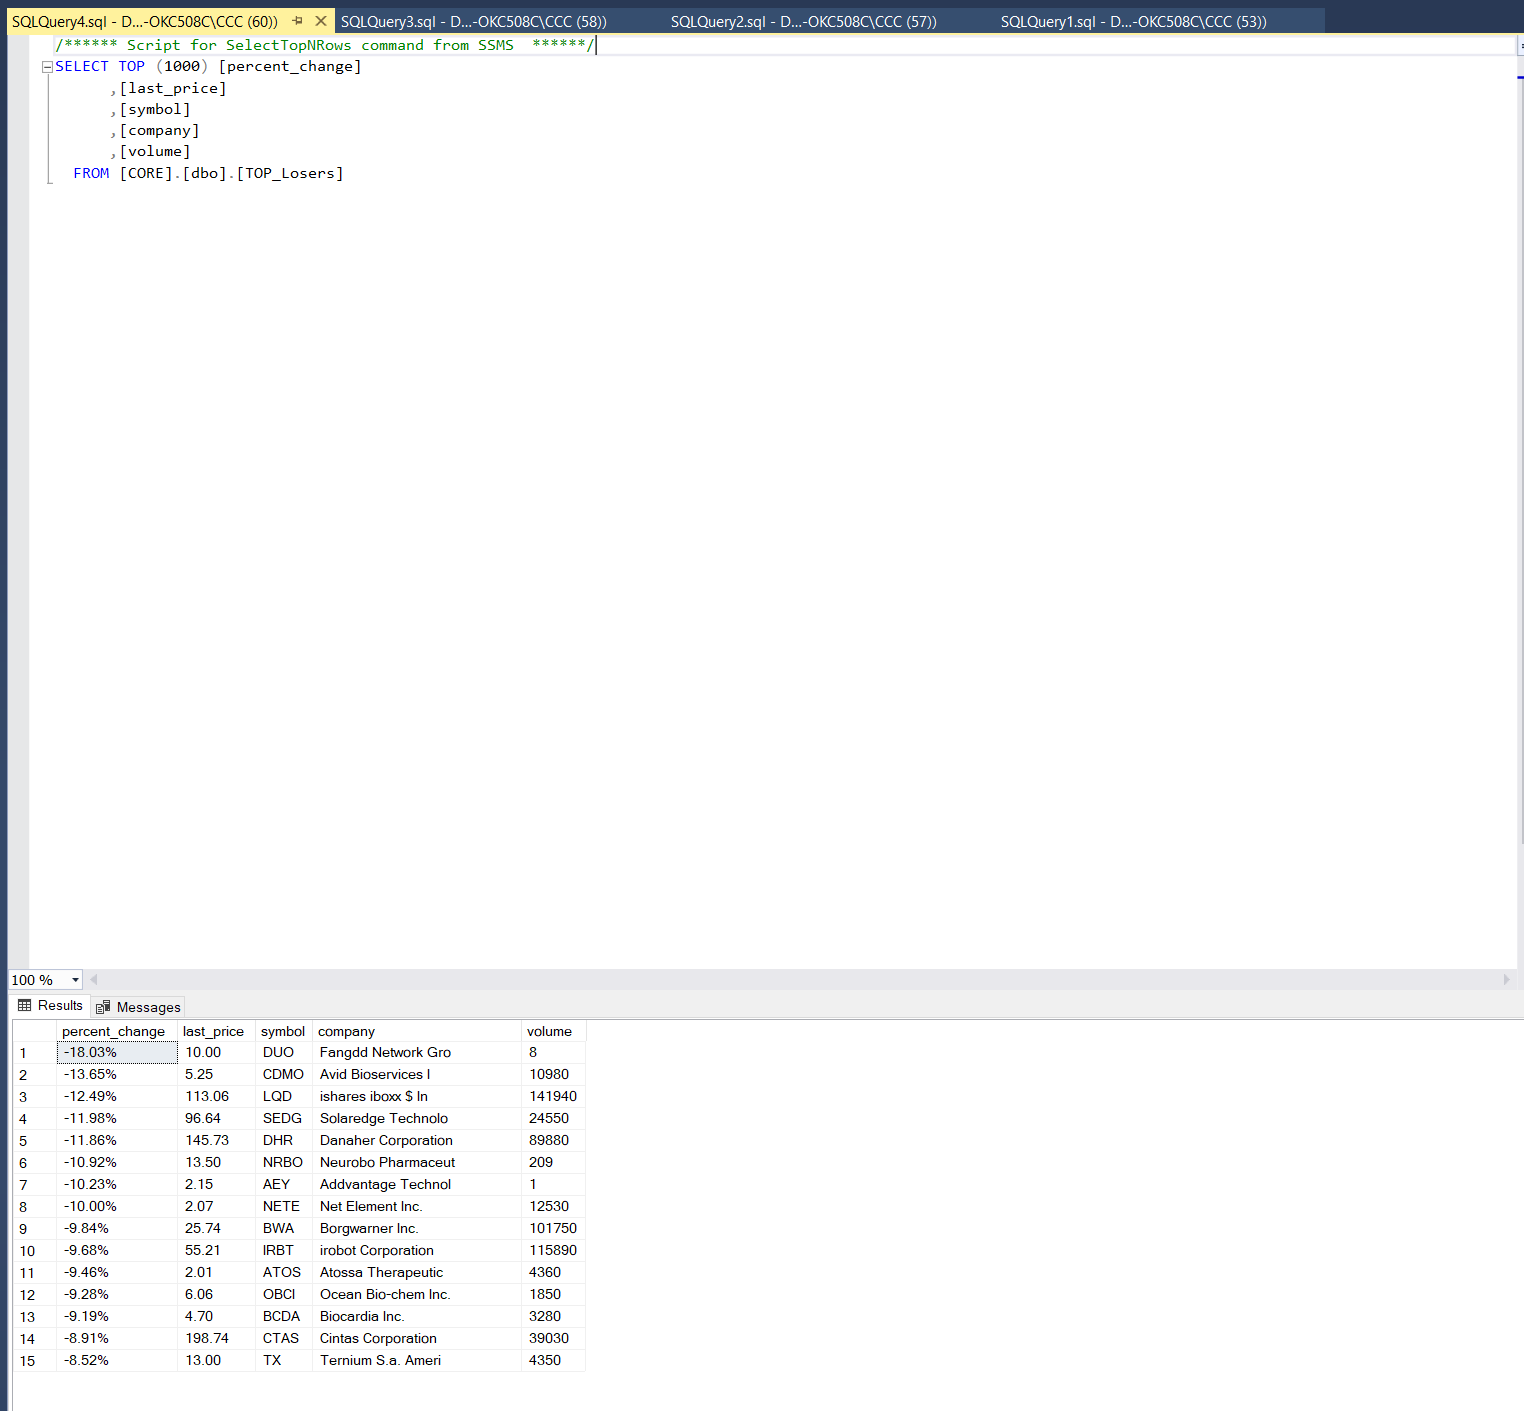 SQLQuery4.sql - D...-OKC508C\CCC (60)) SQLQuery3.sql - D...-OKC508C\CCC (58)) SQLQuery2.sql - D...-OKC508C\CCC (57)) SQLQuery1.sql - D...-OKC508C\CCC (53))
/****** Script for SelectTopNRows command from SSMS  ******/
SELECT TOP (1000) [percent_change]
,[last_price]
,[symbol]
,[company]
,[volume]
FROM [CORE].[dbo].[TOP_Losers]
100 %
Results Messages
percent_change last_price symbol company volume
1 -18.03% 10.00 DUO Fangdd Network Gro 8
2 -13.65% 5.25 CDMO Avid Bioservices I 10980
3 -12.49% 113.06 LQD ishares iboxx $ In 141940
4 -11.98% 96.64 SEDG Solaredge Technolo 24550
5 -11.86% 145.73 DHR Danaher Corporation 89880
6 -10.92% 13.50 NRBO Neurobo Pharmaceut 209
7 -10.23% 2.15 AEY Addvantage Technol 1
8 -10.00% 2.07 NETE Net Element Inc. 12530
9 -9.84% 25.74 BWA Borgwarner Inc. 101750
10 -9.68% 55.21 IRBT irobot Corporation 115890
11 -9.46% 2.01 ATOS Atossa Therapeutic 4360
12 -9.28% 6.06 OBCI Ocean Bio-chem Inc. 1850
13 -9.19% 4.70 BCDA Biocardia Inc. 3280
14 -8.91% 198.74 CTAS Cintas Corporation 39030
15 -8.52% 13.00 TX Ternium S.a. Ameri 4350